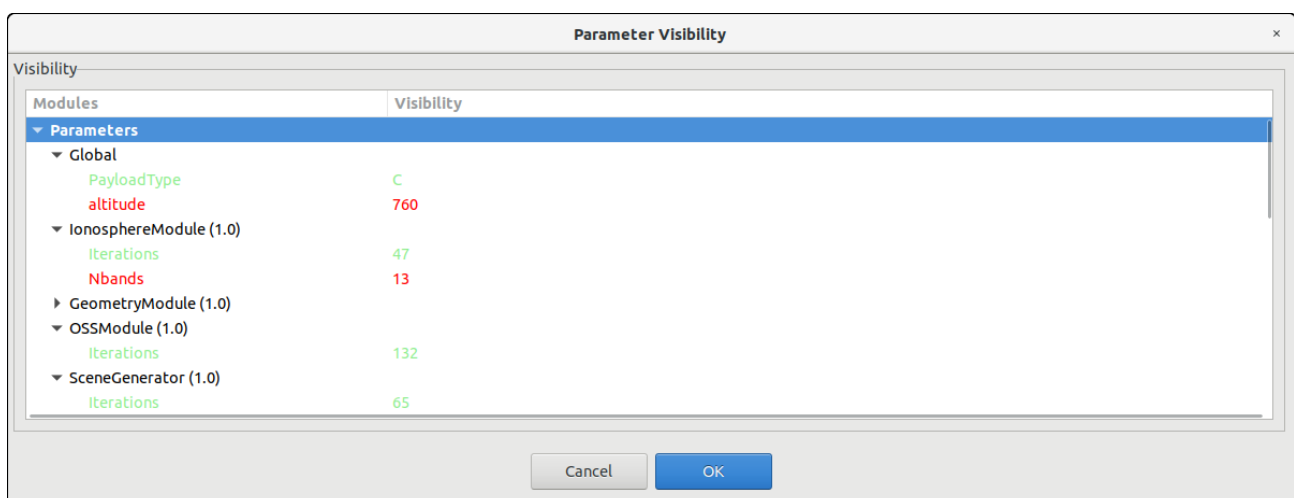 Parameter Visibility ×
Visibility
Modules Visibility
Parameters
Global
PayloadType C
altitude 760
IonosphereModule (1.0)
Iterations 47
Nbands 13
GeometryModule (1.0)
OSSModule (1.0)
Iterations 132
SceneGenerator (1.0)
Iterations 65
Cancel OK